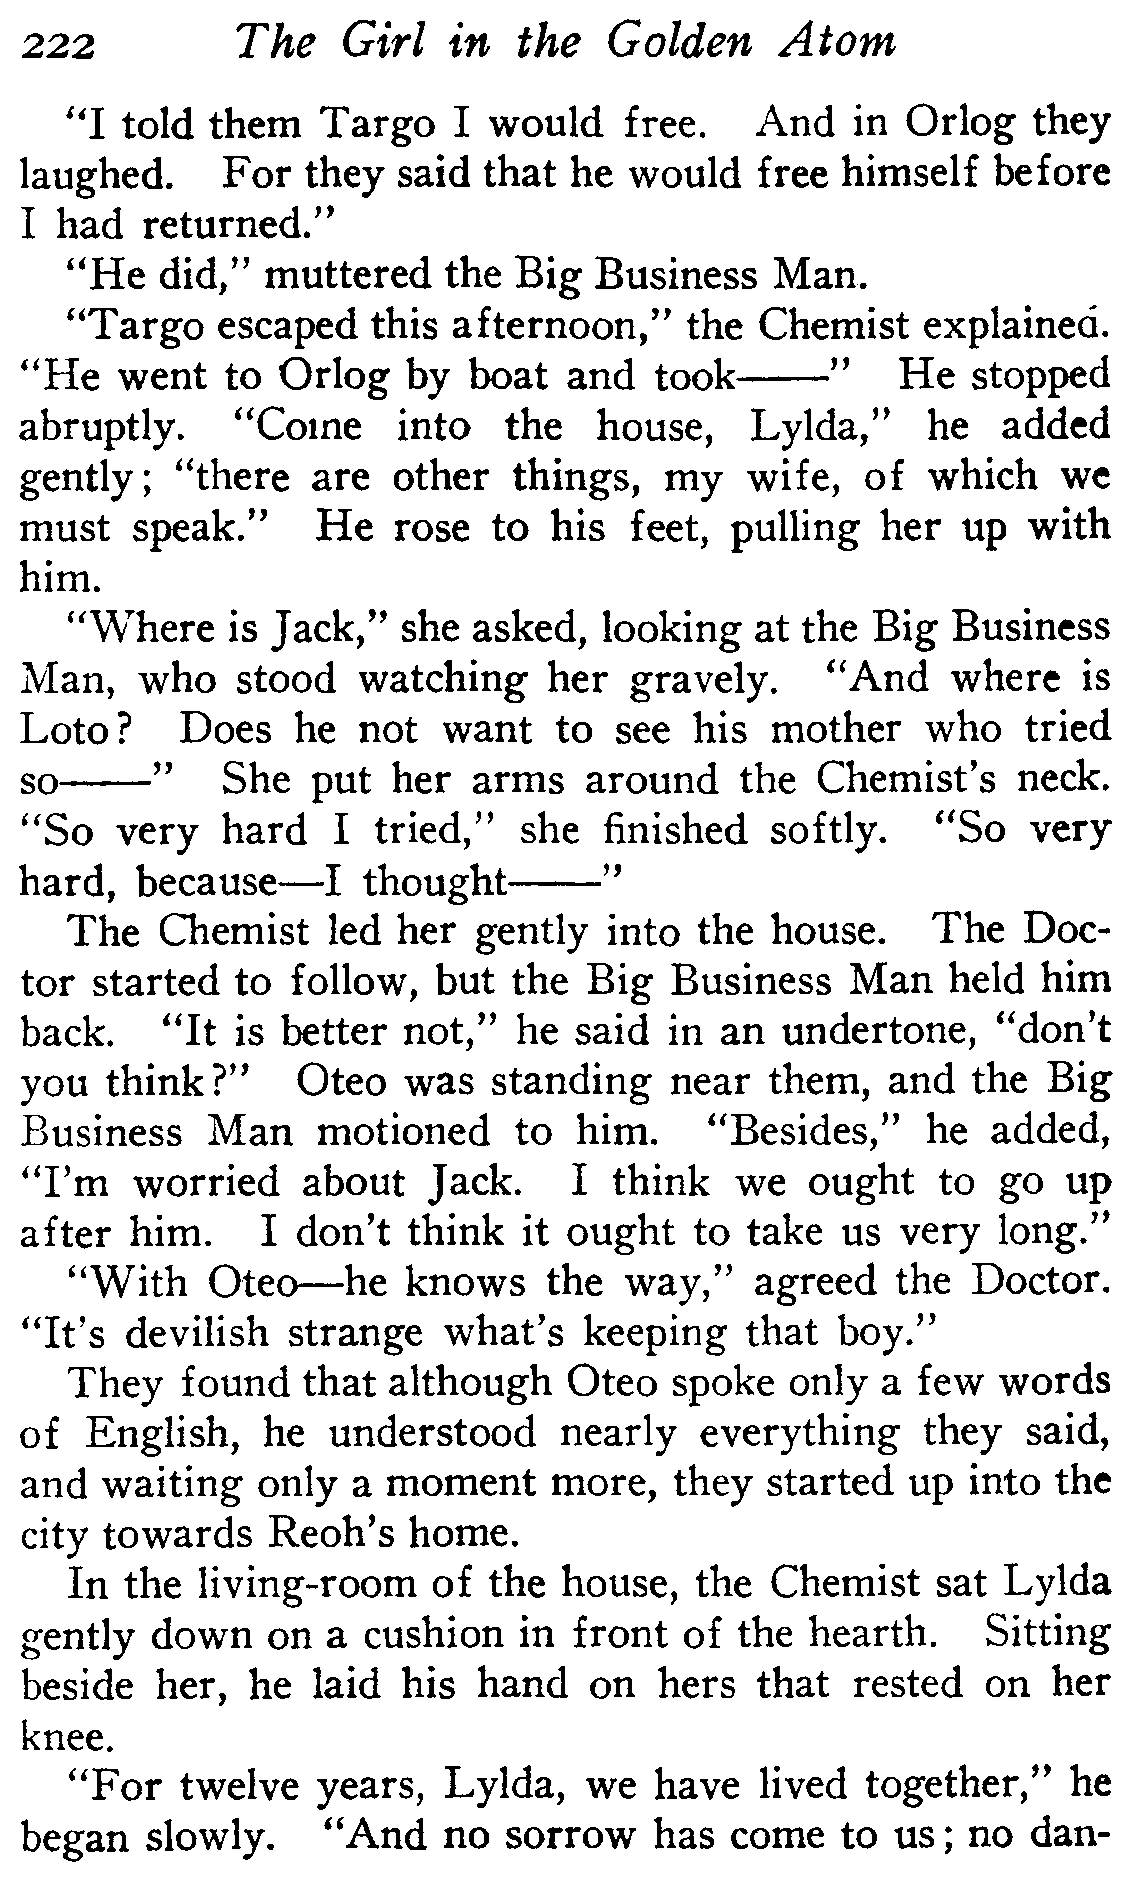 222 The Girl in the Golden Atom
"I told them Targo I would free. And in Orlog they
laughed. For they said that he would free himself before
I had returned."
"He did," muttered the Big Business Man.
"Targo escaped this afternoon," the Chemist explained.
"He went to Orlog by boat and took——" He stopped
abruptly. "Come into the house, Lylda," he added
gently; "there are other things, my wife, of which we
must speak." He rose to his feet, pulling her up with
him.
"Where is Jack," she asked, looking at the Big Business
Man, who stood watching her gravely. "And where is
Loto? Does he not want to see his mother who tried
so——" She put her arms around the Chemist's neck.
"So very hard I tried," she finished softly. "So very
hard, because—I thought——"
The Chemist led her gently into the house. The Doc-
tor started to follow, but the Big Business Man held him
back. "It is better not," he said in an undertone, "don't
you think?" Oteo was standing near them, and the Big
Business Man motioned to him. "Besides," he added,
"I'm worried about Jack. I think we ought to go up
after him. I don't think it ought to take us very long."
"With Oteo—he knows the way," agreed the Doctor.
"It's devilish strange what's keeping that boy."
They found that although Oteo spoke only a few words
of English, he understood nearly everything they said,
and waiting only a moment more, they started up into the
city towards Reoh's home.
In the living-room of the house, the Chemist sat Lylda
gently down on a cushion in front of the hearth. Sitting
beside her, he laid his hand on hers that rested on her
knee.
"For twelve years, Lylda, we have lived together," he
began slowly. "And no sorrow has come to us; no dan-